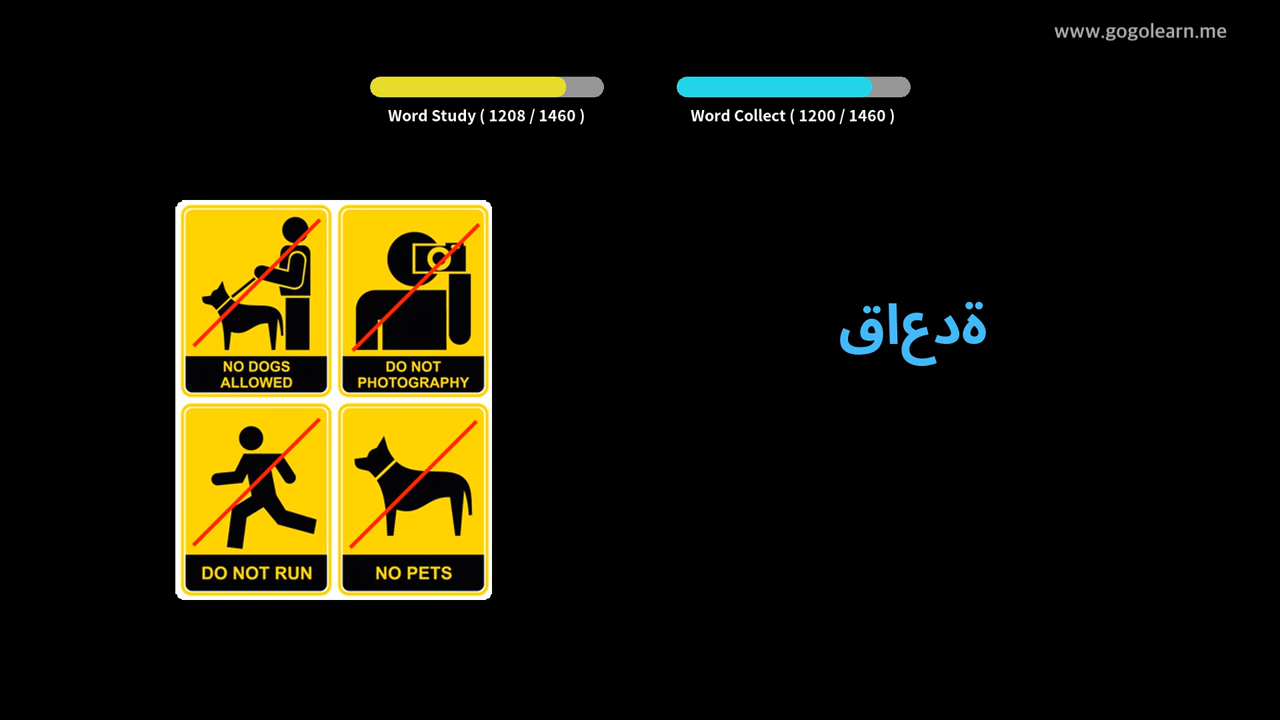 www.gogolearn.me
Word Study ( 1208 / 1460 )
Word Collect ( 1200 / 1460 )
NO DOGS
ALLOWED
DO NOT
PHOTOGRAPHY
قاعدة
DO NOT RUN
NO PETS